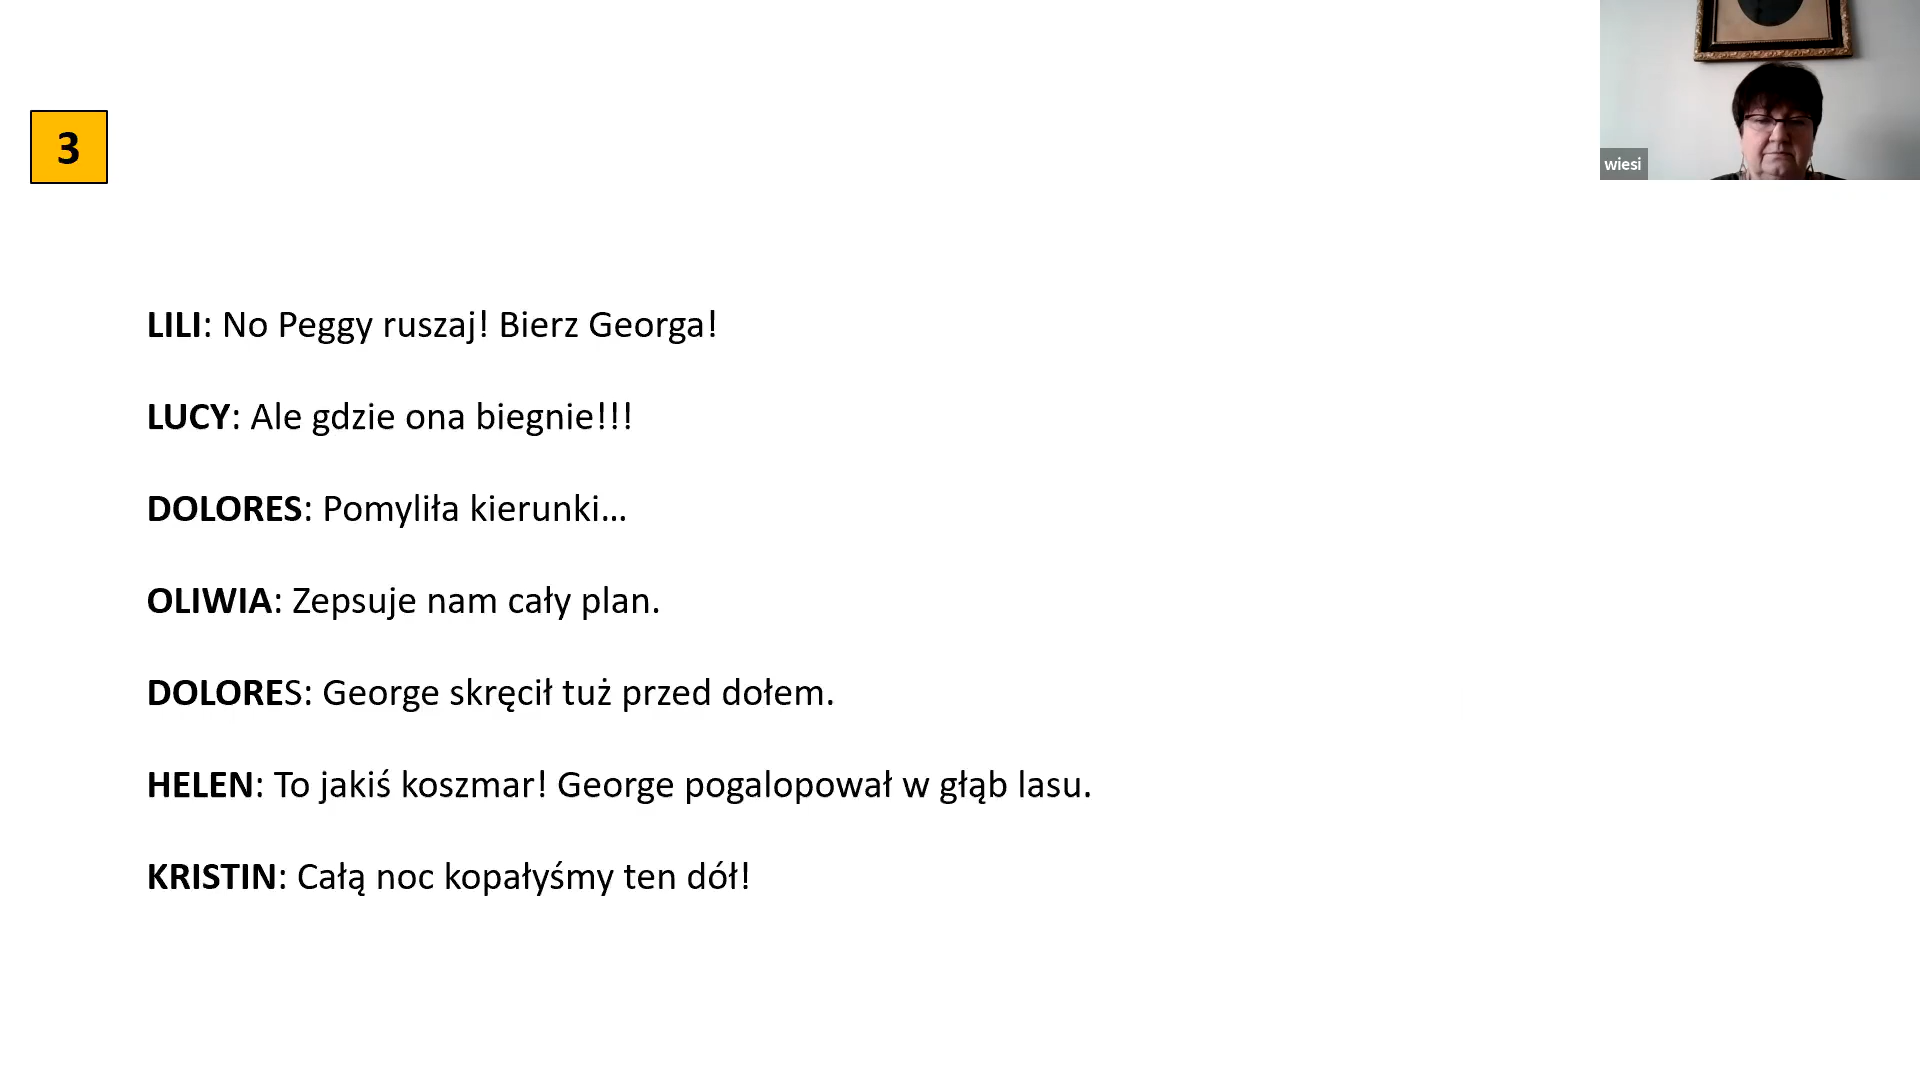 wiesi
3
LILI: No Peggy ruszaj! Bierz Georga!
LUCY: Ale gdzie ona biegnie!!!
DOLORES: Pomyliła kierunki...
OLIWIA: Zepsuje nam cały plan.
DOLORES: George skręcił tuż przed dołem.
HELEN: To jakiś koszmar! George pogalopował w głąb lasu.
KRISTIN: Całą noc kopałyśmy ten dół!